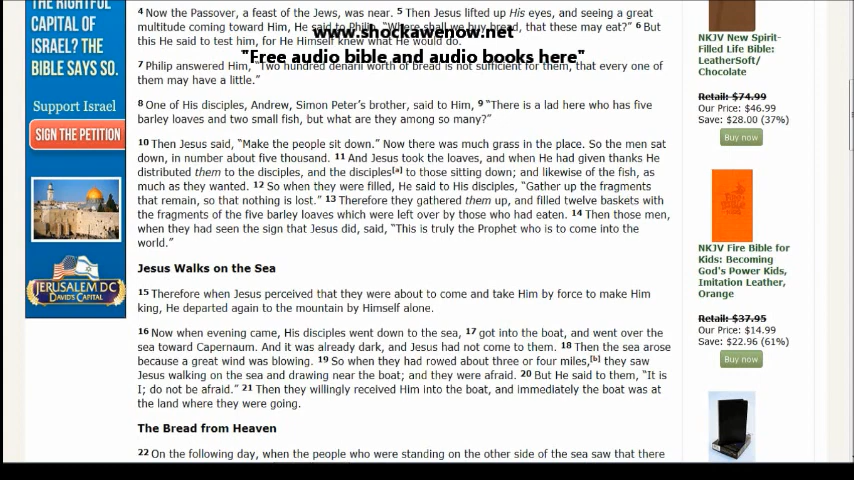 THE RIGHTFUL
CAPITAL OF
ISRAEL? THE
BIBLE SAYS SO.
Support Israel
SIGN THE PETITION
JERUSALEM DC
DAVID'S CAPITAL
4 Now the Passover, a feast of the Jews, was near. 5 Then Jesus lifted up His eyes, and seeing a great
multitude coming toward Him, He said to Philip, "Where shall we buy bread, that these may eat?" 6 But
www.shockawenow.net
this He said to test him, for He Himself knew what He would do.
"Free audio bible and audio books here"
7 Philip answered Him, "Two hundred denarii worth of bread is not sufficient for them, that every one of
them may have a little."
8 One of His disciples, Andrew, Simon Peter's brother, said to Him, 9 "There is a lad here who has five
barley loaves and two small fish, but what are they among so many?"
10 Then Jesus said, "Make the people sit down." Now there was much grass in the place. So the men sat
down, in number about five thousand. 11 And Jesus took the loaves, and when He had given thanks He
distributed them to the disciples, and the disciples[a] to those sitting down; and likewise of the fish, as
much as they wanted. 12 So when they were filled, He said to His disciples, "Gather up the fragments
that remain, so that nothing is lost." 13 Therefore they gathered them up, and filled twelve baskets with
the fragments of the five barley loaves which were left over by those who had eaten. 14 Then those men,
when they had seen the sign that Jesus did, said, "This is truly the Prophet who is to come into the
world."
Jesus Walks on the Sea
15 Therefore when Jesus perceived that they were about to come and take Him by force to make Him
king, He departed again to the mountain by Himself alone.
16 Now when evening came, His disciples went down to the sea, 17 got into the boat, and went over the
sea toward Capernaum. And it was already dark, and Jesus had not come to them. 18 Then the sea arose
because a great wind was blowing. 19 So when they had rowed about three or four miles,[b] they saw
Jesus walking on the sea and drawing near the boat; and they were afraid. 20 But He said to them, "It is
I; do not be afraid." 21 Then they willingly received Him into the boat, and immediately the boat was at
the land where they were going.
The Bread from Heaven
22 On the following day, when the people who were standing on the other side of the sea saw that there
NKJV New Spirit-
Filled Life Bible:
LeatherSoft/
Chocolate
Retail: $74.99
Our Price: $46.99
Save: $28.00 (37%)
Buy now
NKJV Fire Bible for
Kids: Becoming
God's Power Kids,
Imitation Leather,
Orange
Retail: $37.95
Our Price: $14.99
Save: $22.96 (61%)
Buy now